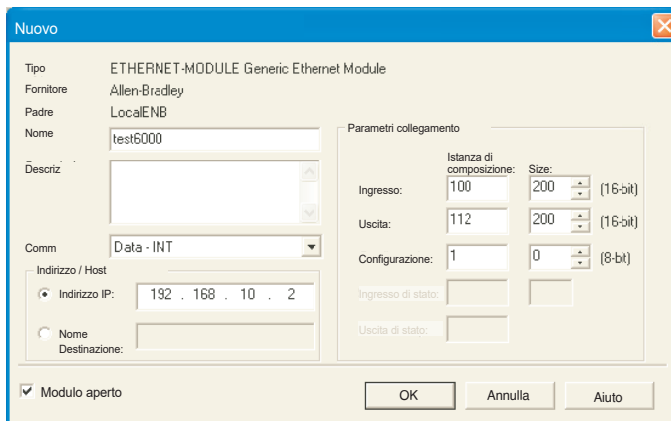 Nuovo
Tipo ETHERNET-MODULE Generic Ethernet Module
Fornitore Allen-Bradley
Padre LocalENB
Nome test6000
Descriz
Comm Data - INT
Indirizzo / Host
Indirizzo IP: 192 . 168 . 10 . 2
Nome
Destinazione:
Parametri collegamento
Istanza di
composizione: Size:
Ingresso: 100 200 (16-bit)
Uscita: 112 200 (16-bit)
Configurazione: 1 0 (8-bit)
Ingresso di stato:
Uscita di stato:
Modulo aperto
OK Annulla Aiuto